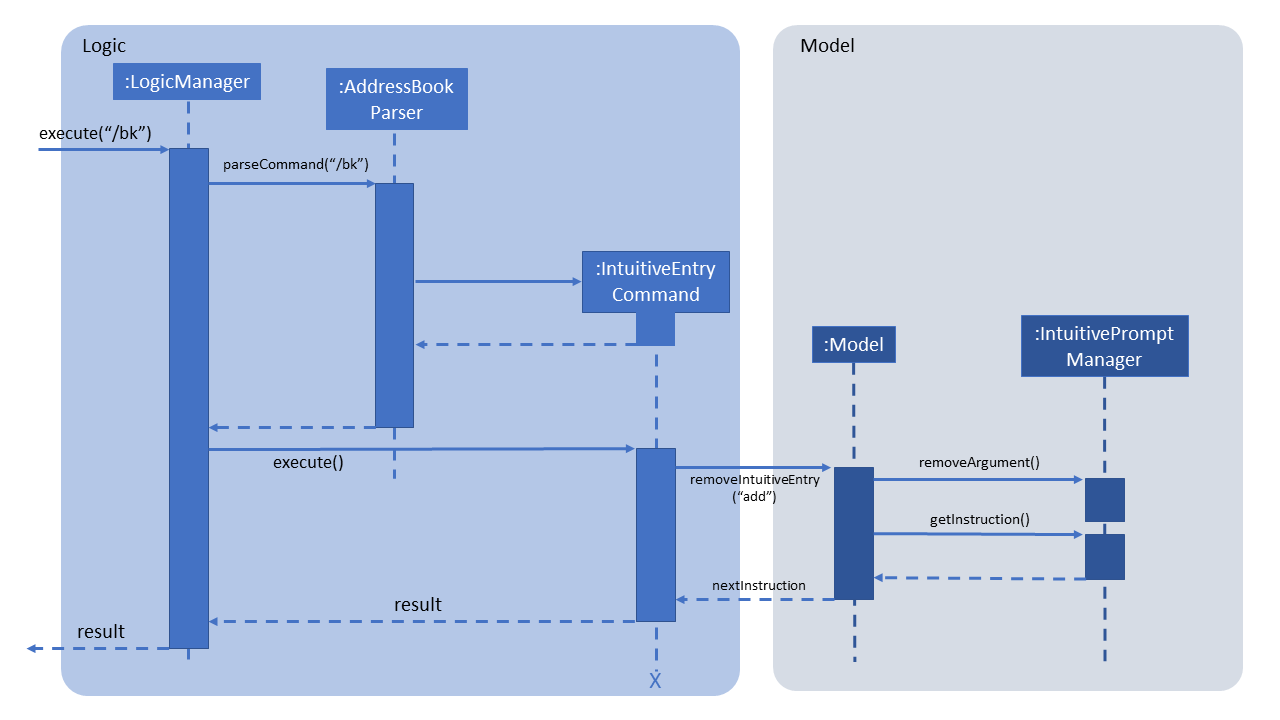 Logic
Model
:LogicManager
:AddressBook
Parser
execute(“/bk”)
parseCommand(“/bk”)
:IntuitiveEntry
Command
:Model
:IntuitivePrompt
Manager
execute()
removeArgument()
removeIntuitiveEntry
(“add”)
getInstruction()
nextInstruction
result
result
X